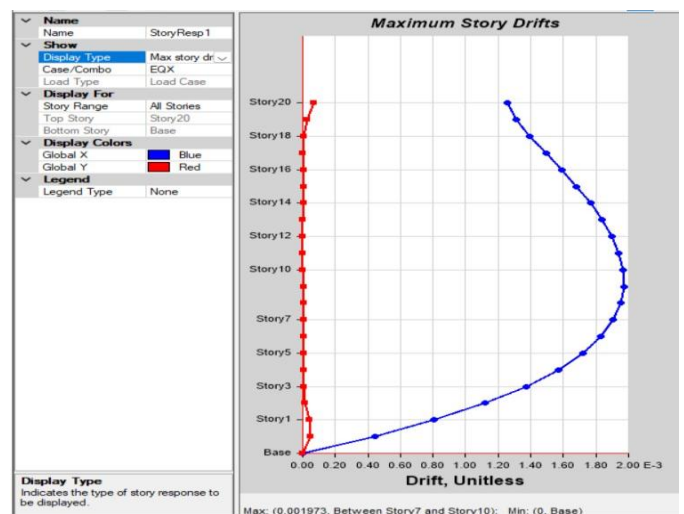 Name
Name StoryResp1
Show
Display Type Max story dr
Case/Combo EQX
Load Type Load Case
Display For
Story Range All Stories
Top Story Story20
Bottom Story Base
Display Colors
Global X Blue
Global Y Red
Legend
Legend Type None
Display Type
Indicates the type of story response to
be displayed.
Maximum Story Drifts
Story20
Story18
Story16
Story14
Story12
Story10
Story7
Story5
Story3
Story1
Base
0.00 0.20 0.40 0.60 0.80 1.00 1.20 1.40 1.60 1.80 2.00 E-3
Drift, Unitless
Max: (0.001973, Between Story7 and Story10); Min: (0, Base)